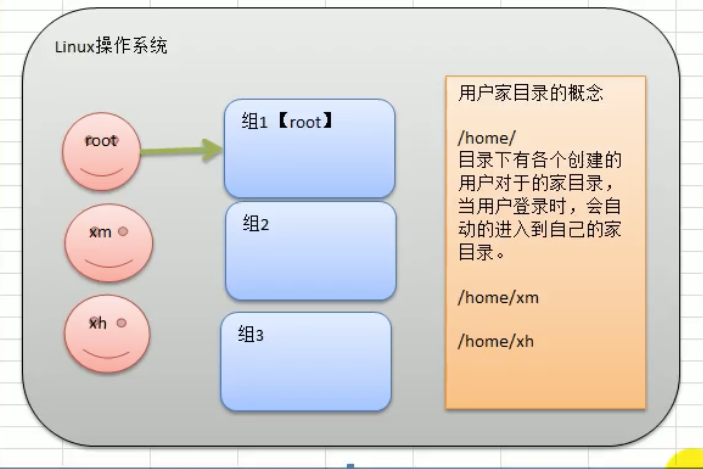 Linux操作系统
root
组1【root】
xm
组2
xh
组3
用户家目录的概念
/home/
目录下有各个创建的
用户对于的家目录，
当用户登录时，会自
动的进入到自己的家
目录。
/home/xm
/home/xh